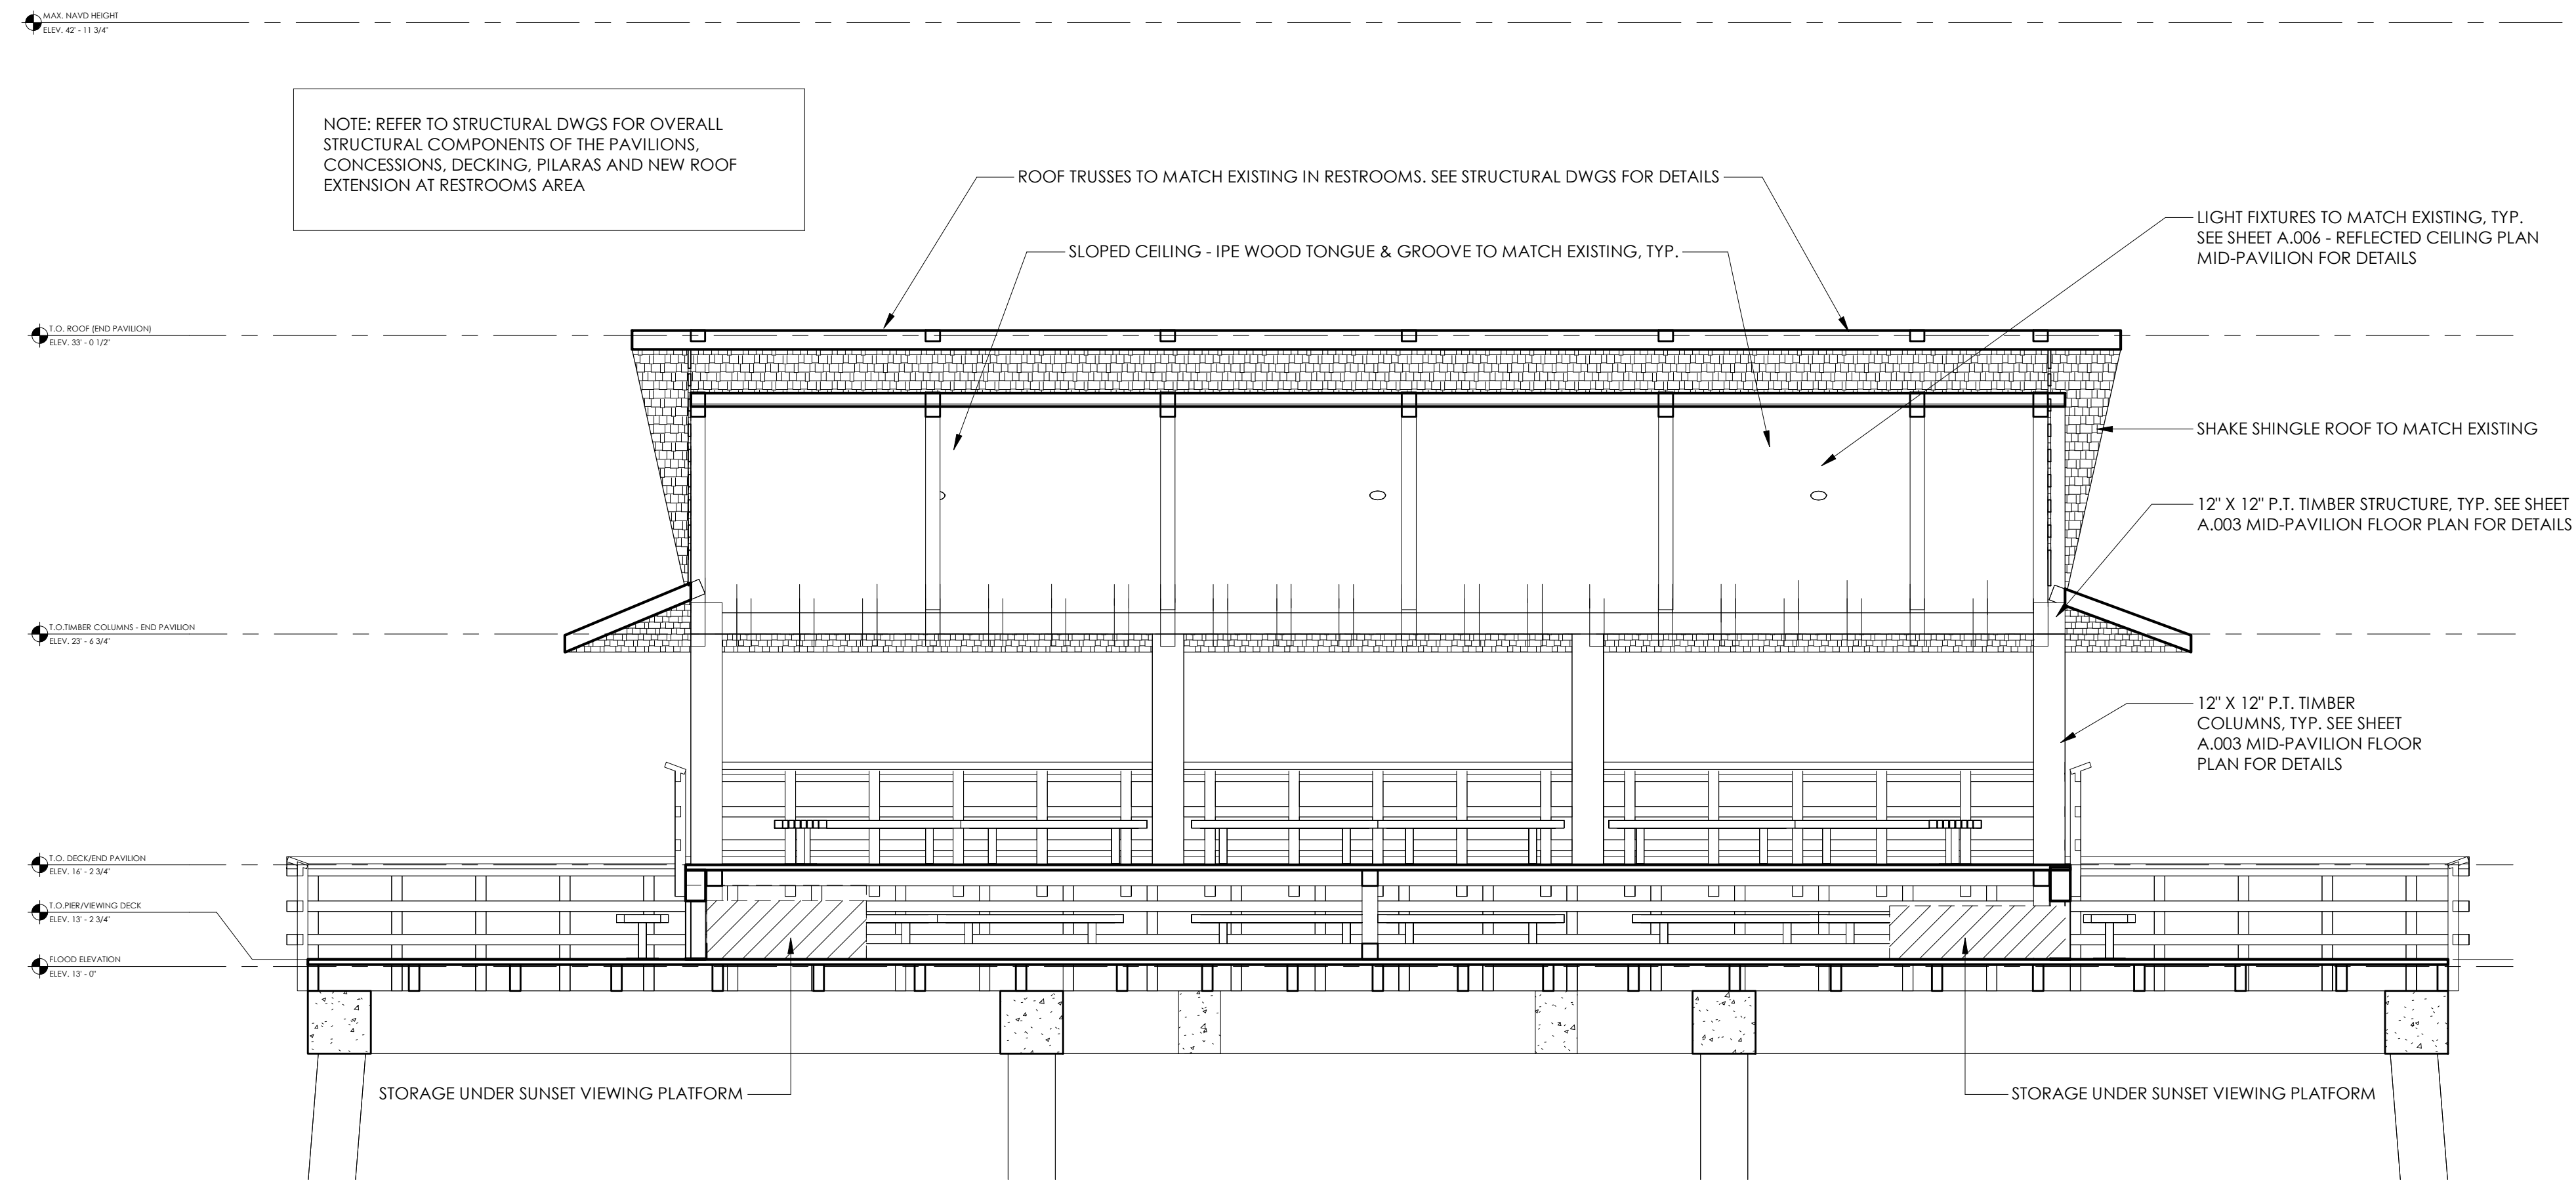 MAX. NAVD HEIGHT
ELEV. 42' - 11 3/4"
NOTE: REFER TO STRUCTURAL DWGS FOR OVERALL
STRUCTURAL COMPONENTS OF THE PAVILIONS,
CONCESSIONS, DECKING, PILARAS AND NEW ROOF
EXTENSION AT RESTROOMS AREA
ROOF TRUSSES TO MATCH EXISTING IN RESTROOMS. SEE STRUCTURAL DWGS FOR DETAILS
SLOPED CEILING - IPE WOOD TONGUE & GROOVE TO MATCH EXISTING, TYP.
LIGHT FIXTURES TO MATCH EXISTING, TYP.
SEE SHEET A.006 - REFLECTED CEILING PLAN
MID-PAVILION FOR DETAILS
T.O. ROOF (END PAVILION)
ELEV. 33' - 0 1/2"
SHAKE SHINGLE ROOF TO MATCH EXISTING
12" X 12" P.T. TIMBER STRUCTURE, TYP. SEE SHEET
A.003 MID-PAVILION FLOOR PLAN FOR DETAILS
T.O.TIMBER COLUMNS - END PAVILION
ELEV. 23' - 6 3/4"
12" X 12" P.T. TIMBER
COLUMNS, TYP. SEE SHEET
A.003 MID-PAVILION FLOOR
PLAN FOR DETAILS
T.O. DECK/END PAVILION
ELEV. 16' - 2 3/4"
T.O.PIER/VIEWING DECK
ELEV. 13' - 2 3/4"
FLOOD ELEVATION
ELEV. 13' - 0"
STORAGE UNDER SUNSET VIEWING PLATFORM
STORAGE UNDER SUNSET VIEWING PLATFORM